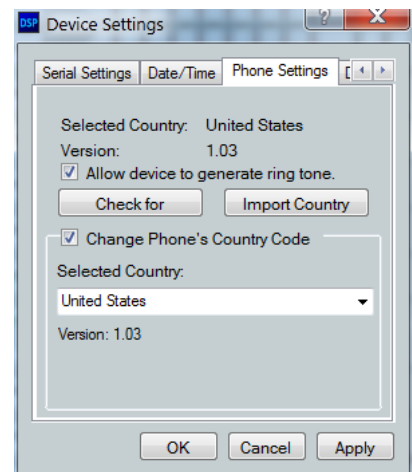 DSP Device Settings ? X
Serial Settings Date/Time Phone Settings
Selected Country: United States
Version: 1.03
Allow device to generate ring tone.
Check for Import Country
Change Phone's Country Code
Selected Country:
United States
Version: 1.03
OK Cancel Apply